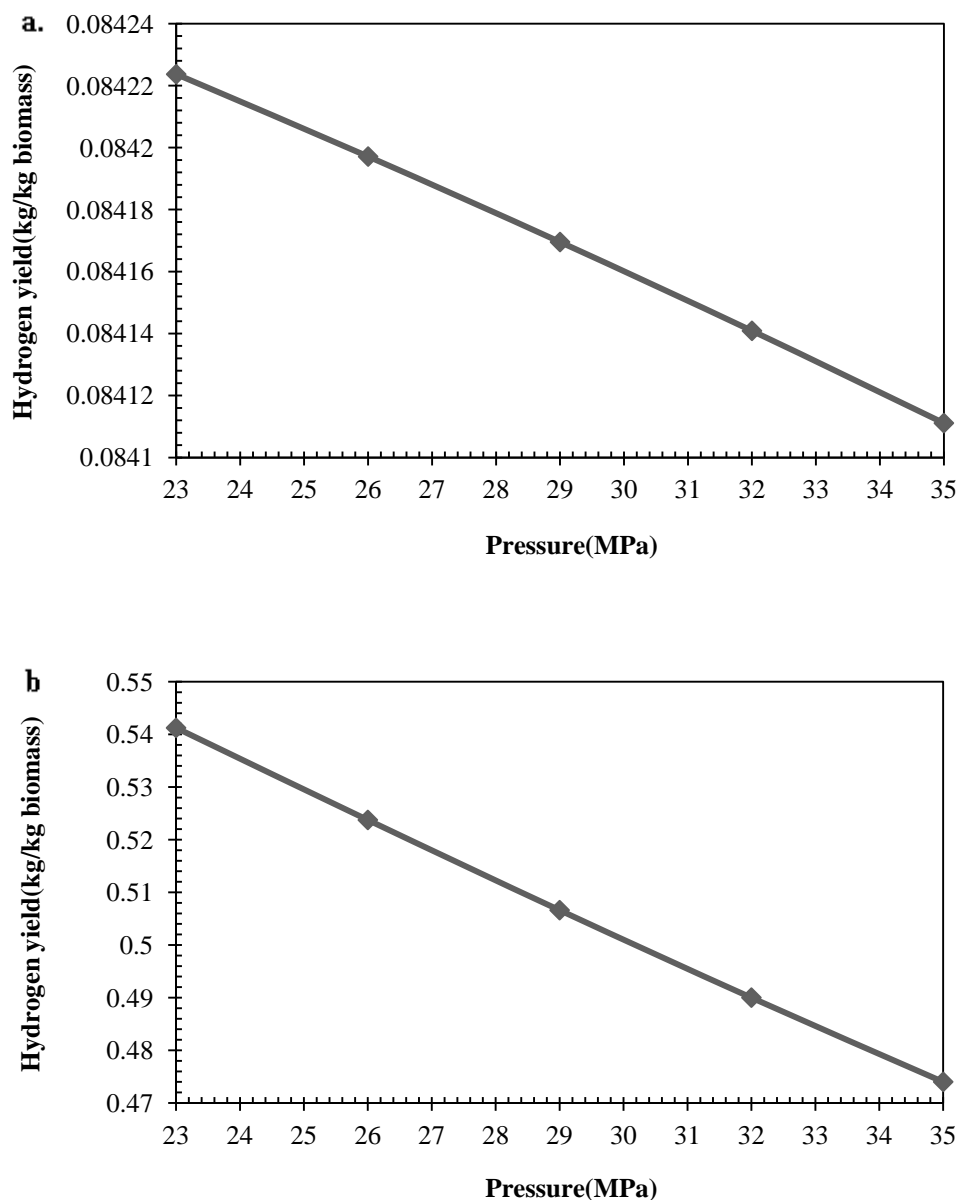 a.
Hydrogen yield(kg/kg biomass)
0.08424
0.08422
0.0842
0.08418
0.08416
0.08414
0.08412
0.0841
23 24 25 26 27 28 29 30 31 32 33 34 35
Pressure(MPa)
b
Hydrogen yield(kg/kg biomass)
0.55
0.54
0.53
0.52
0.51
0.5
0.49
0.48
0.47
23 24 25 26 27 28 29 30 31 32 33 34 35
Pressure(MPa)